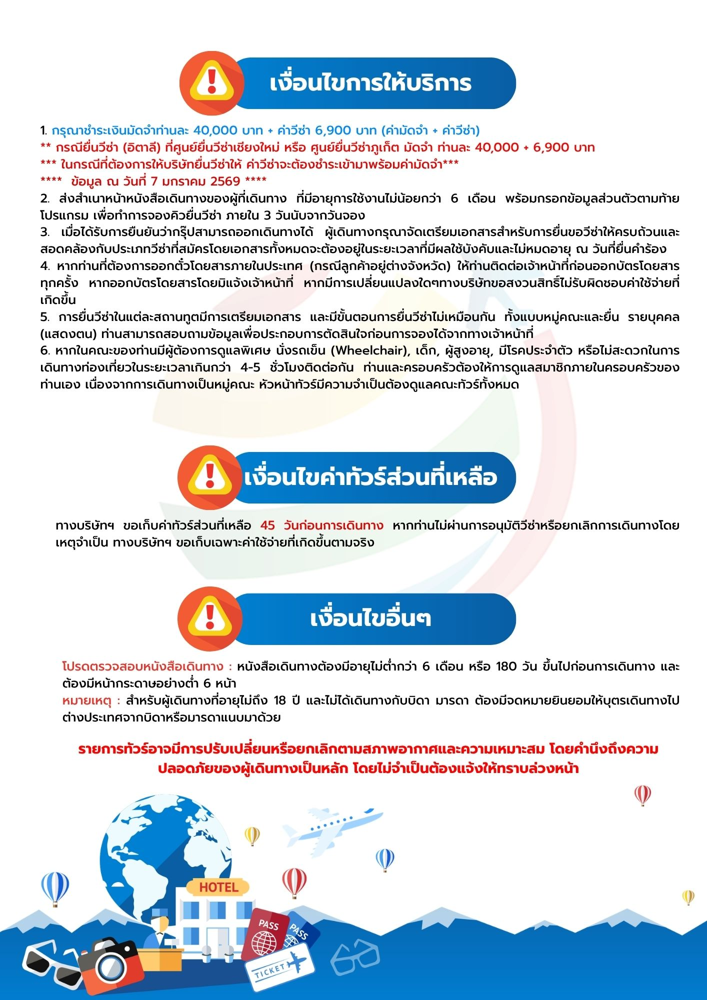 เงื่อนไขการให้บริการ
1. กรุณาชำระเงินมัดจำท่านละ 40,000 บาท + ค่าวีซ่า 6,900 บาท (ค่ามัดจำ + ค่าวีซ่า)
** กรณียื่นวีซ่า (อิตาลี) ที่ศูนย์ยื่นวีซ่าเชียงใหม่ หรือ ศูนย์ยื่นวีซ่าภูเก็ต มัดจำ ท่านละ 40,000 + 6,900 บาท
*** ในกรณีที่ต้องการให้บริษัทยื่นวีซ่าให้ ค่าวีซ่าจะต้องชำระเข้ามาพร้อมค่ามัดจำ***
**** ข้อมูล ณ วันที่ 7 มกราคม 2569 ****
2. ส่งสำเนาหน้าหนังสือเดินทางของผู้ที่เดินทาง ที่มีอายุการใช้งานไม่น้อยกว่า 6 เดือน พร้อมกรอกข้อมูลส่วนตัวตามท้าย
โปรแกรม เพื่อทำการจองคิวยื่นวีซ่า ภายใน 3 วันนับจากวันจอง
3. เมื่อได้รับการยืนยันว่ากรุ๊ปสามารถออกเดินทางได้ ผู้เดินทางกรุณาจัดเตรียมเอกสารสำหรับการยื่นขอวีซ่าให้ครบถ้วนและ
สอดคล้องกับประเภทวีซ่าที่สมัครโดยเอกสารทั้งหมดจะต้องอยู่ในระยะเวลาที่มีผลใช้บังคับและไม่หมดอายุ ณ วันที่ยื่นคำร้อง
4. หากท่านที่ต้องการออกตั๋วโดยสารภายในประเทศ (กรณีลูกค้าอยู่ต่างจังหวัด) ให้ท่านติดต่อเจ้าหน้าที่ก่อนออกบัตรโดยสาร
ทุกครั้ง หากออกบัตรโดยสารโดยมิแจ้งเจ้าหน้าที่ หากมีการเปลี่ยนแปลงใดๆทางบริษัทขอสงวนสิทธิ์ไม่รับผิดชอบค่าใช้จ่ายที่
เกิดขึ้น
5. การยื่นวีซ่าในแต่ละสถานทูตมีการเตรียมเอกสาร และมีขั้นตอนการยื่นวีซ่าไม่เหมือนกัน ทั้งแบบหมู่คณะและยื่น รายบุคคล
(แสดงตน) ท่านสามารถสอบถามข้อมูลเพื่อประกอบการตัดสินใจก่อนการจองได้จากทางเจ้าหน้าที่
6. หากในคณะของท่านมีผู้ต้องการดูแลพิเศษ นั่งรถเข็น (Wheelchair), เด็ก, ผู้สูงอายุ, มีโรคประจำตัว หรือไม่สะดวกในการ
เดินทางท่องเที่ยวในระยะเวลาเกินกว่า 4-5 ชั่วโมงติดต่อกัน ท่านและครอบครัวต้องให้การดูแลสมาชิกภายในครอบครัวของ
ท่านเอง เนื่องจากการเดินทางเป็นหมู่คณะ หัวหน้าทัวร์มีความจำเป็นต้องดูแลคณะทัวร์ทั้งหมด
เงื่อนไขค่าทัวร์ส่วนที่เหลือ
ทางบริษัทฯ ขอเก็บค่าทัวร์ส่วนที่เหลือ 45 วันก่อนการเดินทาง หากท่านไม่ผ่านการอนุมัติวีซ่าหรือยกเลิกการเดินทางโดย
เหตุจำเป็น ทางบริษัทฯ ขอเก็บเฉพาะค่าใช้จ่ายที่เกิดขึ้นตามจริง
เงื่อนไขอื่นๆ
โปรดตรวจสอบหนังสือเดินทาง : หนังสือเดินทางต้องมีอายุไม่ต่ำกว่า 6 เดือน หรือ 180 วัน ขึ้นไปก่อนการเดินทาง และ
ต้องมีหน้ากระดาษอย่างต่ำ 6 หน้า
หมายเหตุ : สำหรับผู้เดินทางที่อายุไม่ถึง 18 ปี และไม่ได้เดินทางกับบิดา มารดา ต้องมีจดหมายยินยอมให้บุตรเดินทางไป
ต่างประเทศจากบิดาหรือมารดาแนบมาด้วย
รายการทัวร์อาจมีการปรับเปลี่ยนหรือยกเลิกตามสภาพอากาศและความเหมาะสม โดยคำนึงถึงความ
ปลอดภัยของผู้เดินทางเป็นหลัก โดยไม่จำเป็นต้องแจ้งให้ทราบล่วงหน้า
HOTEL
PASS
PASS
TICKET